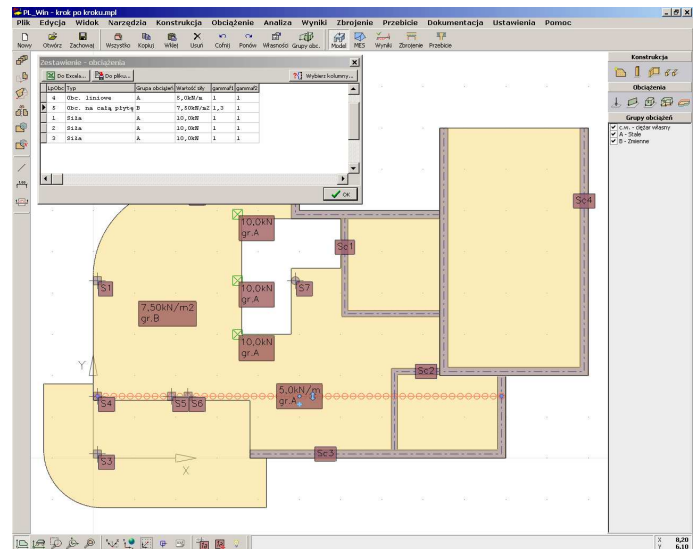 PL_Win - krok po kroku.mpl
Plik Edycja Widok Narzędzia Konstrukcja Obciążenie Analiza Wyniki Zbrojenie Przebicie Dokumentacja Ustawienia Pomoc
Nowy Otwórz Zachowaj Wszystko Kopiuj Wklej Usuń Cofnij Ponów Własności Grupy obc. Model MES Wyniki Zbrojenie Przebicie
Zestawienie - obciążenia
Do Excela... Do pliku... Wybierz kolumny...
LpObc Typ Grupa obciążeń Wartość siły gammaf1 gammaf2
4 Obc. liniowe A 5,0kN/m 1 1
5 Obc. na całą płytę B 7,50kN/m2 1,3 1
1 Siła A 10,0kN 1 1
2 Siła A 10,0kN 1 1
3 Siła A 10,0kN 1 1
OK
Konstrukcja
Obciążenia
Grupy obciążeń
c.w. - ciężar własny
A - Stałe
B - Zmienne
Sc4
10,0kN
gr.A
Sc1
S1
10,0kN
gr.A
S7
7,50kN/m2
gr.B
10,0kN
gr.A
Y
Sc2
5,0kN/m
gr.A
S4
S5
S6
Sc3
S3
X
X 8,20
Y 6,10